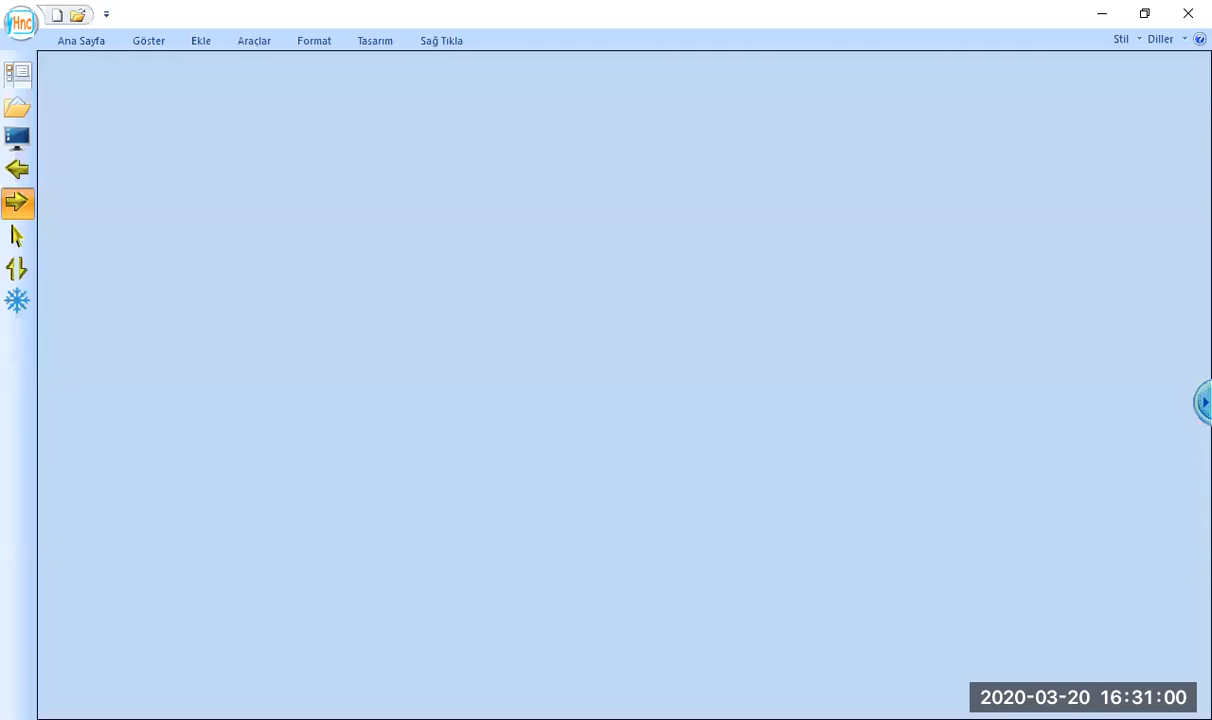 Hnc
Ana Sayfa Göster Ekle Araçlar Format Tasarım Sağ Tıkla Stil Diller
2020-03-20 16:31:00